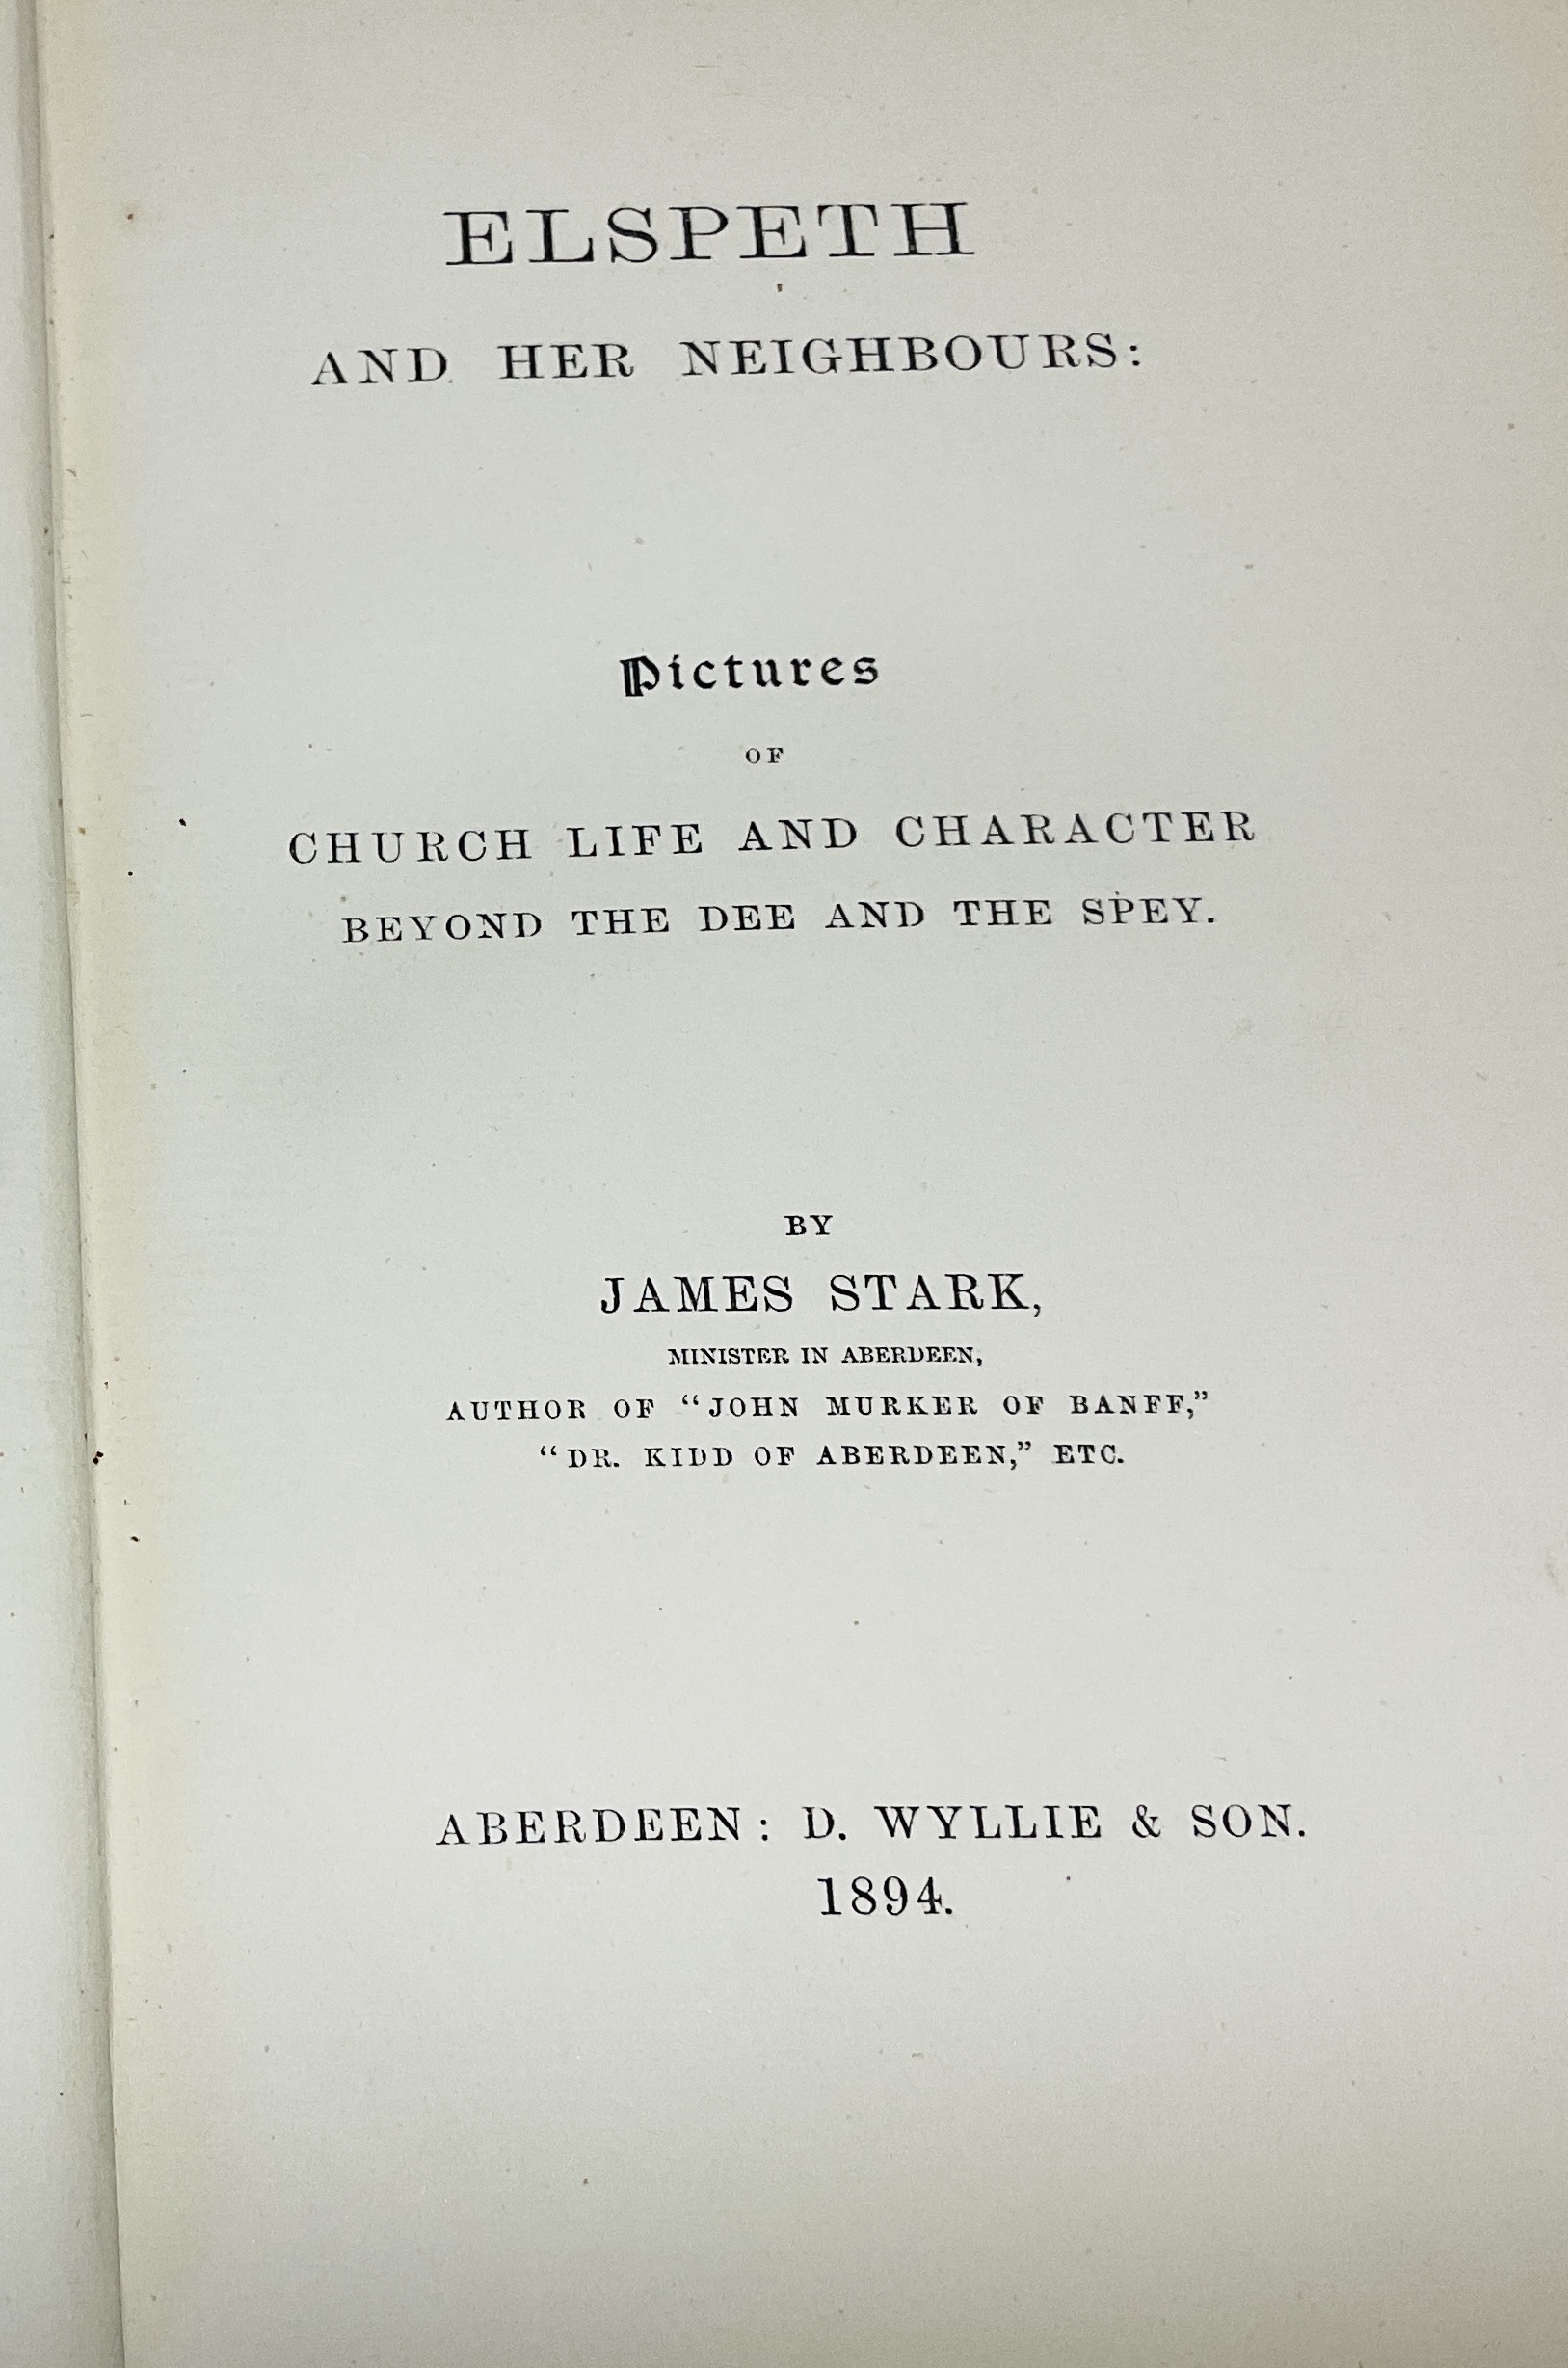 ELSPETH
AND HER NEIGHBOURS:
Pictures
OF
CHURCH LIFE AND CHARACTER
BEYOND THE DEE AND THE SPEY.
BY
JAMES STARK,
MINISTER IN ABERDEEN,
AUTHOR OF "JOHN MURKER OF BANFF,"
"DR. KIDD OF ABERDEEN," ETC.
ABERDEEN: D. WYLLIE & SON.
1894.